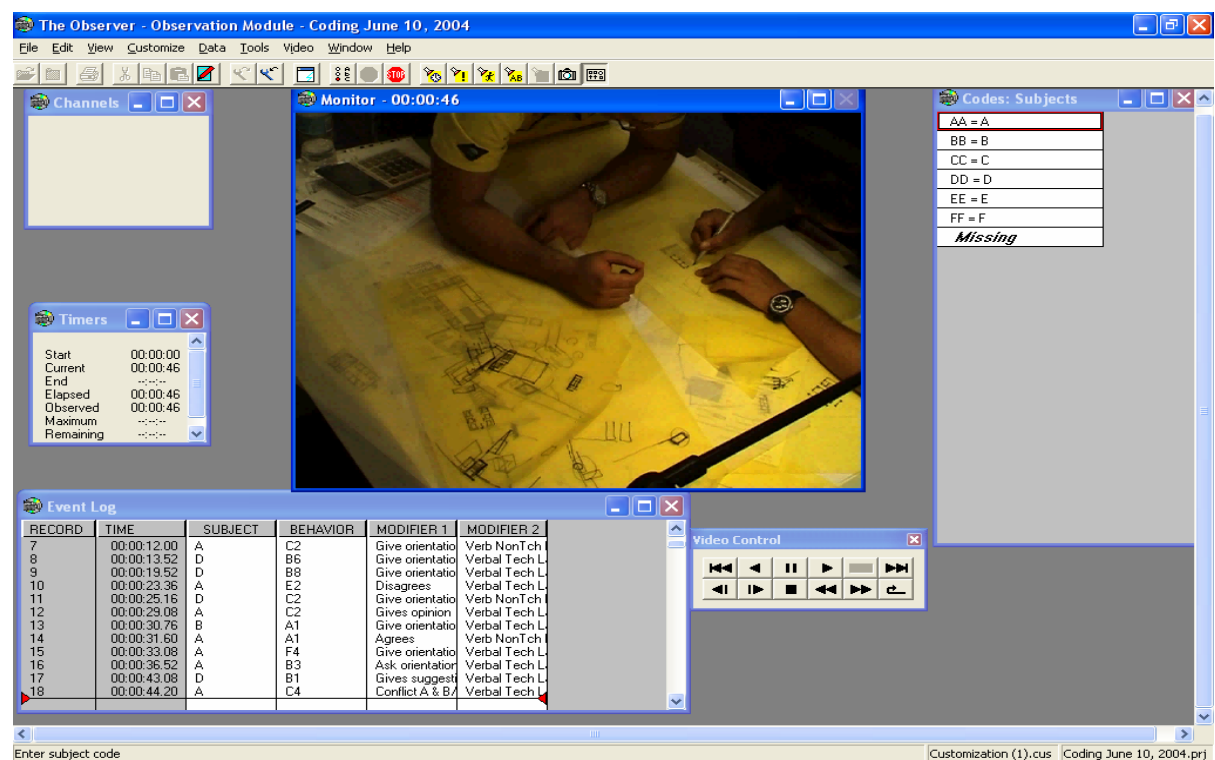 The Observer - Observation Module - Coding June 10, 2004
File Edit View Customize Data Tools Video Window Help
STOP AB
Channels
Monitor - 00:00:46
Codes: Subjects
AA = A
BB = B
CC = C
DD = D
EE = E
FF = F
Missing
Timers
Start 00:00:00
Current 00:00:46
End --:--:--
Elapsed 00:00:46
Observed 00:00:46
Maximum --:--:--
Remaining --:--:--
Event Log
RECORD TIME SUBJECT BEHAVIOR MODIFIER 1 MODIFIER 2
7 00:00:12.00 A C2 Give orientatio Verb NonTch
8 00:00:13.52 D B6 Give orientatio Verbal Tech L
9 00:00:19.52 D B8 Give orientatio Verbal Tech L
10 00:00:23.36 A E2 Disagrees Verbal Tech L
11 00:00:25.16 D C2 Give orientatio Verb NonTch
12 00:00:29.08 A C2 Gives opinion Verbal Tech L
13 00:00:30.76 B A1 Give orientatio Verbal Tech L
14 00:00:31.60 A A1 Agrees Verb NonTch
15 00:00:33.08 A F4 Give orientatio Verbal Tech L
16 00:00:36.52 A B3 Ask orientation Verbal Tech L
17 00:00:43.08 D B1 Gives suggesti Verbal Tech L
18 00:00:44.20 A C4 Conflict A & B/ Verbal Tech L
Video Control
Enter subject code
Customization (1).cus Coding June 10, 2004.prj